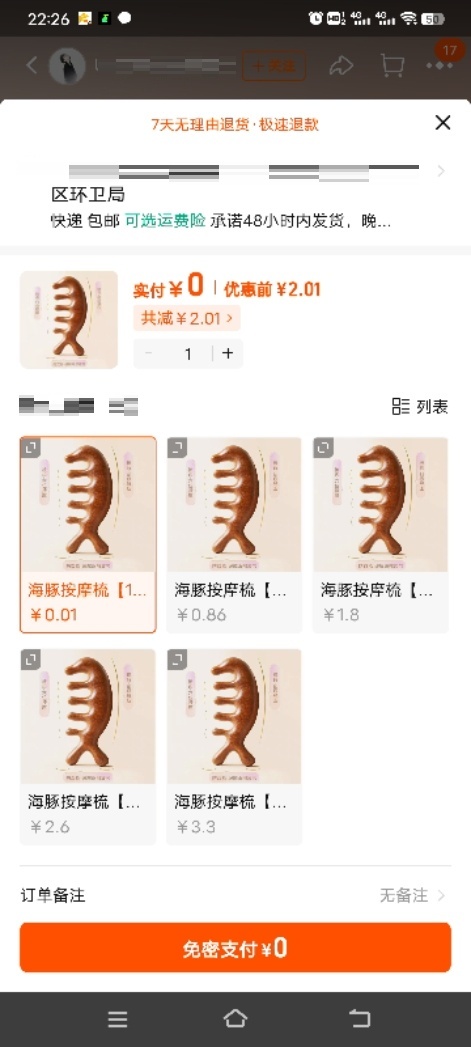 22:26
50
17
7天无理由退货·极速退款
区环卫局
快递 包邮 可选运费险 承诺48小时内发货，晚...
实付¥0 | 优惠前¥2.01
共减¥2.01 >
- 1 +
列表
海豚按摩梳【1...
海豚按摩梳【...
海豚按摩梳【...
¥0.01
¥0.86
¥1.8
海豚按摩梳【...
海豚按摩梳【...
¥2.6
¥3.3
订单备注
无备注 >
免密支付¥0